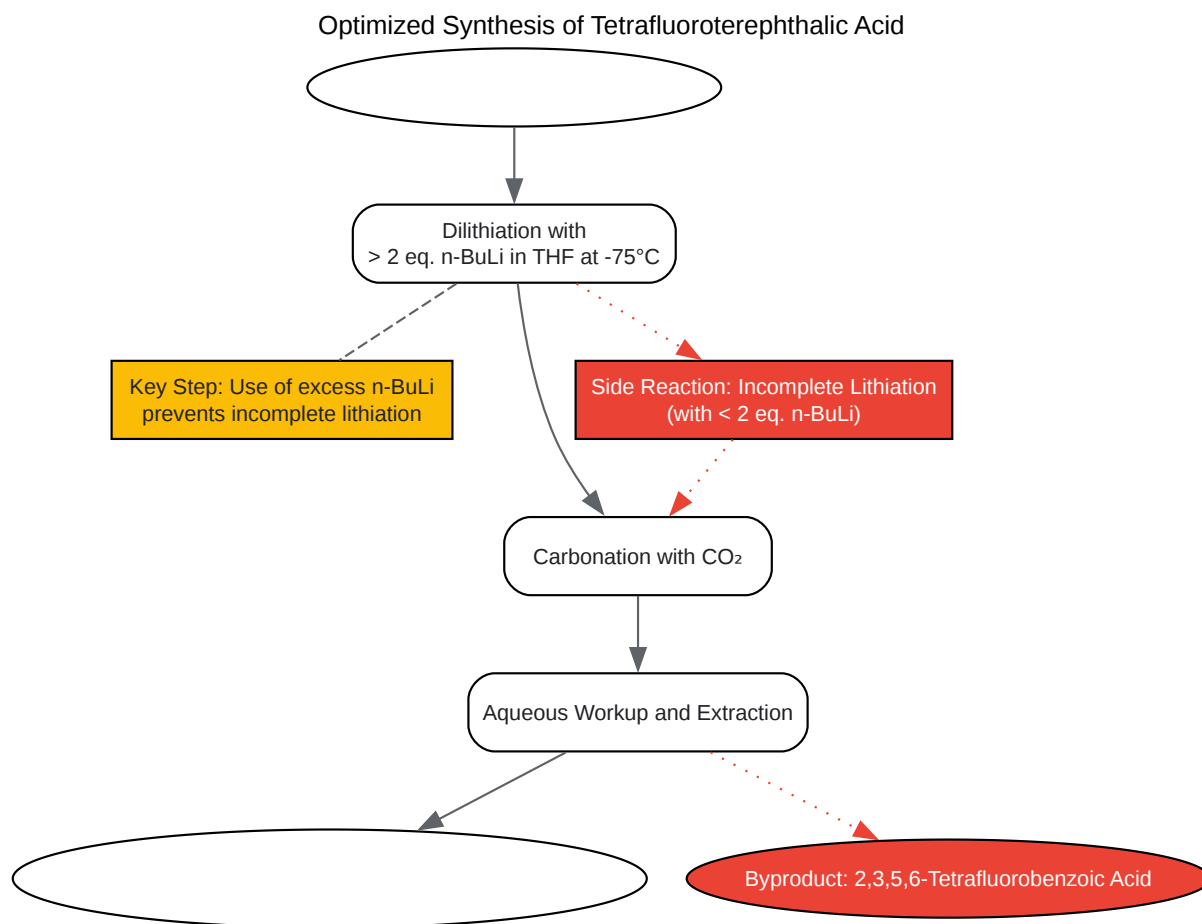 Optimized Synthesis of Tetrafluoroterephthalic Acid
Dilithiation with
> 2 eq. n-BuLi in THF at -75°C
Key Step: Use of excess n-BuLi
prevents incomplete lithiation
Side Reaction: Incomplete Lithiation
(with < 2 eq. n-BuLi)
Carbonation with CO₂
Aqueous Workup and Extraction
Byproduct: 2,3,5,6-Tetrafluorobenzoic Acid